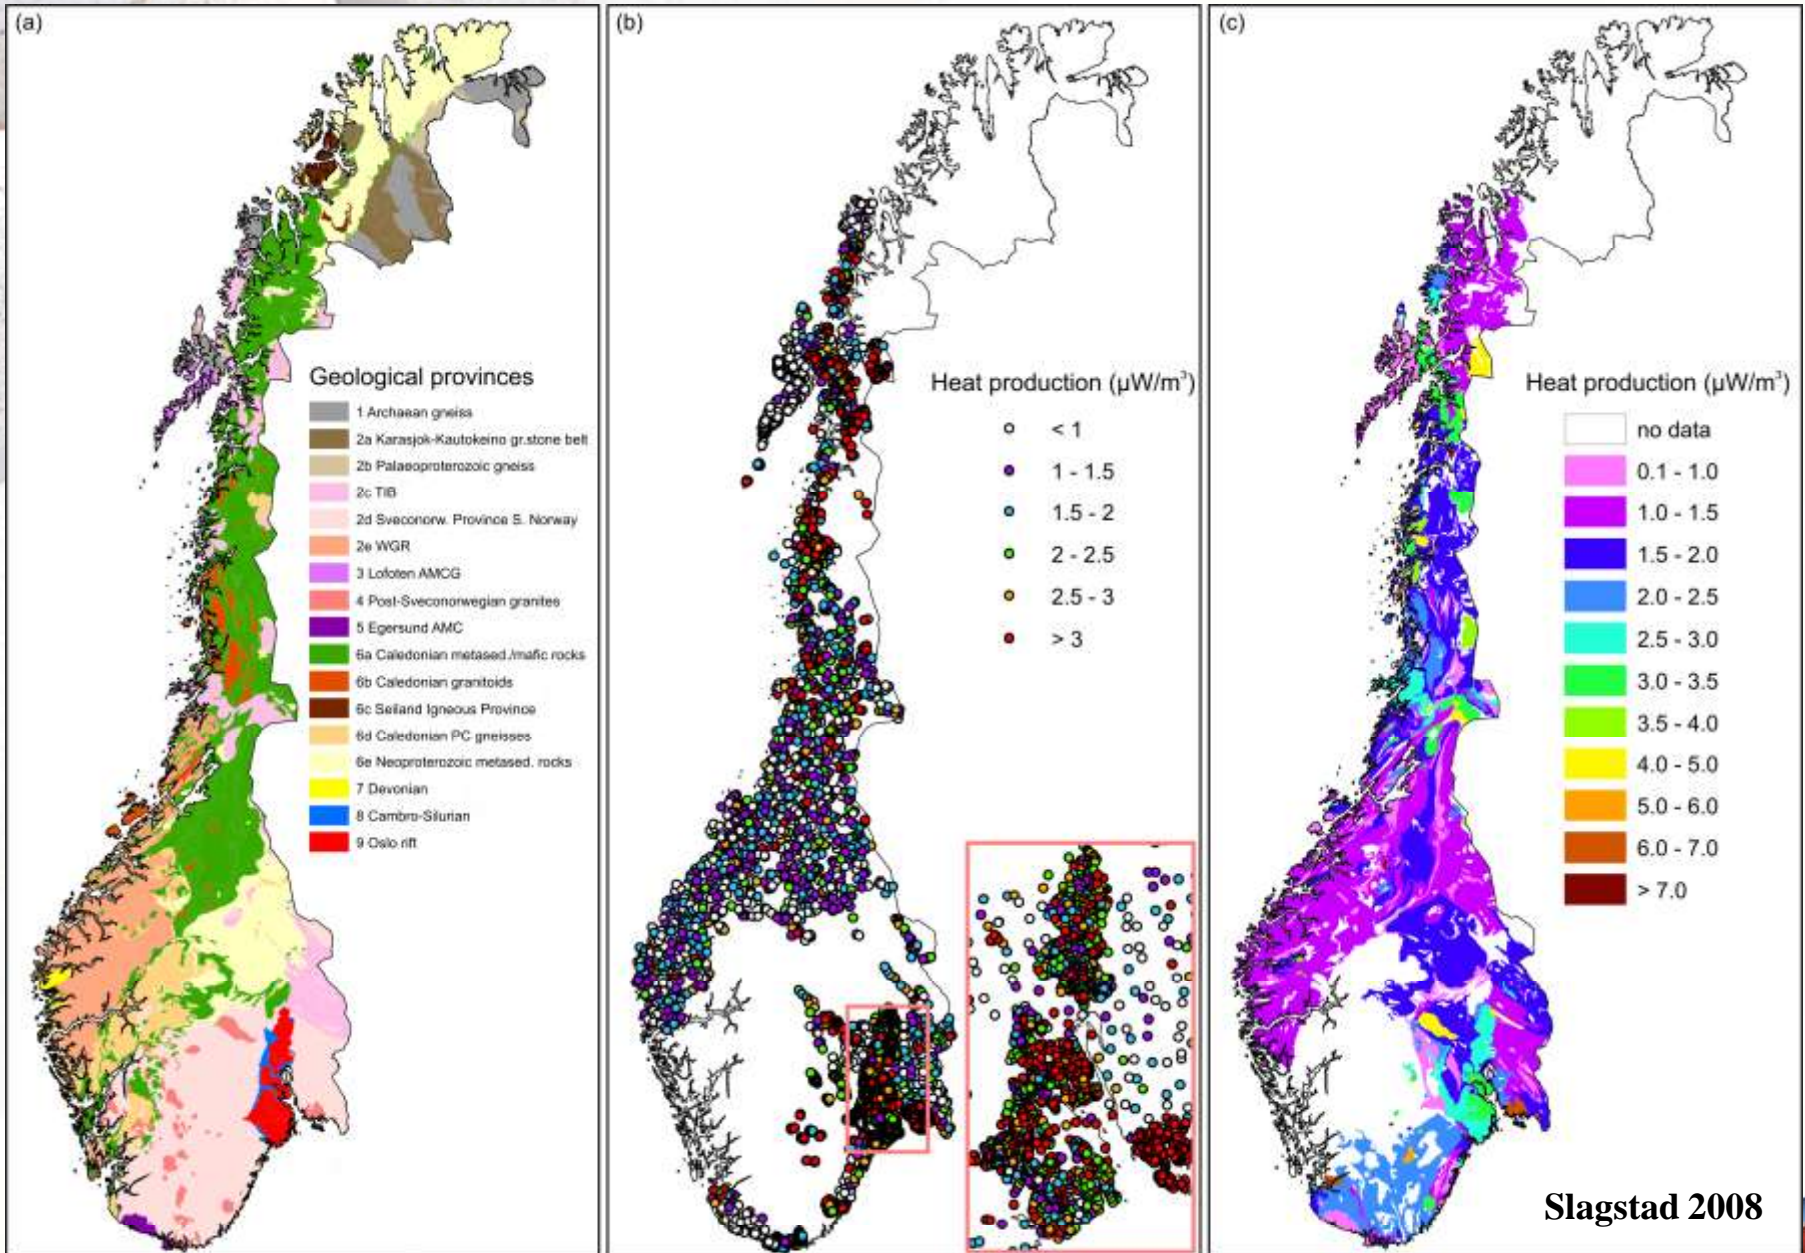 (a)
Geological provinces
1 Archaean gneiss
2a Karasjok-Kautokeino gr.stone belt
2b Palaeoproterozoic gneiss
2c TIB
2d Sveconorw. Province S. Norway
2e WGR
3 Lofoten AMCG
4 Post-Sveconorwegian granites
5 Egersund AMC
6a Caledonian metased./mafic rocks
6b Caledonian granitoids
6c Seiland Igneous Province
6d Caledonian PC gneisses
6e Neoproterozoic metased. rocks
7 Devonian
8 Cambro-Silurian
9 Oslo rift
(b)
Heat production (µW/m³)
< 1
1 - 1.5
1.5 - 2
2 - 2.5
2.5 - 3
> 3
(c)
Heat production (µW/m³)
no data
0.1 - 1.0
1.0 - 1.5
1.5 - 2.0
2.0 - 2.5
2.5 - 3.0
3.0 - 3.5
3.5 - 4.0
4.0 - 5.0
5.0 - 6.0
6.0 - 7.0
> 7.0
Slagstad 2008